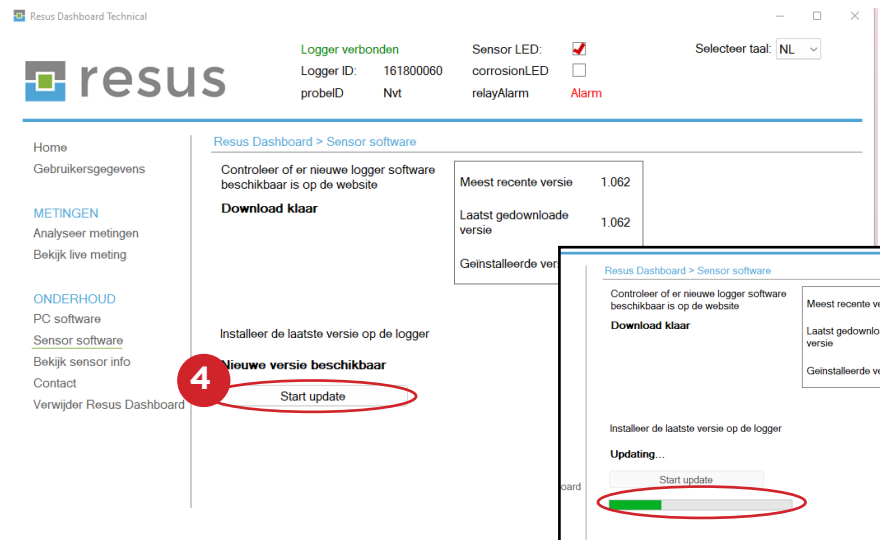 Resus Dashboard Technical
resus
Logger verbonden
Logger ID: 161800060
probeID Nvt
Sensor LED:
corrosionLED
relayAlarm Alarm
Selecteer taal: NL
Home
Gebruikersgegevens
METINGEN
Analyseer metingen
Bekijk live meting
ONDERHOUD
PC software
Sensor software
Bekijk sensor info
Contact
Verwijder Resus Dashboard
Resus Dashboard > Sensor software
Controleer of er nieuwe logger software
beschikbaar is op de website
Download klaar
Meest recente versie 1.062
Laatst gedownloade
versie 1.062
Geïnstalleerde ver
Installeer de laatste versie op de logger
Nieuwe versie beschikbaar
4
Start update
Resus Dashboard > Sensor software
Controleer of er nieuwe logger software
beschikbaar is op de website
Download klaar
Meest recente ve
Laatst gedownlo
versie
Geïnstalleerde ve
Installeer de laatste versie op de logger
Updating...
Start update
oard